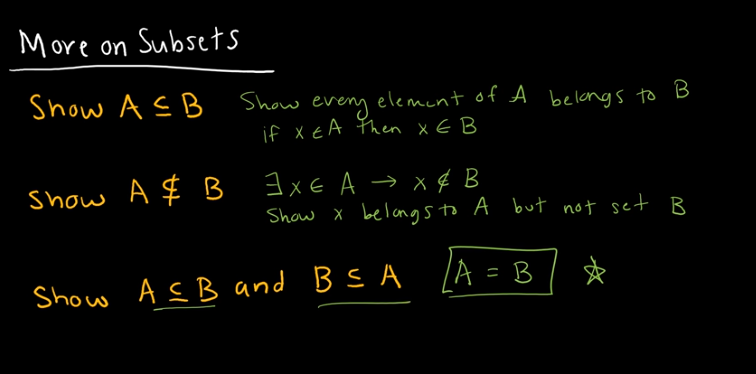 More on Subsets
Show A ⊆ B Show every element of A belongs to B
if x ∈ A then x ∈ B
Show A ⊈ B ∃x ∈ A → x ∉ B
Show x belongs to A but not set B
Show A ⊆ B and B ⊆ A A = B ☆